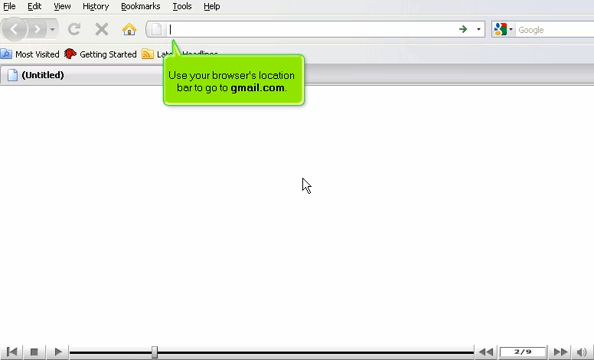 File Edit View History Bookmarks Tools Help
Google
Most Visited Getting Started Late Headlines
(Untitled)
Use your browser's location
bar to go to gmail.com.
2/9